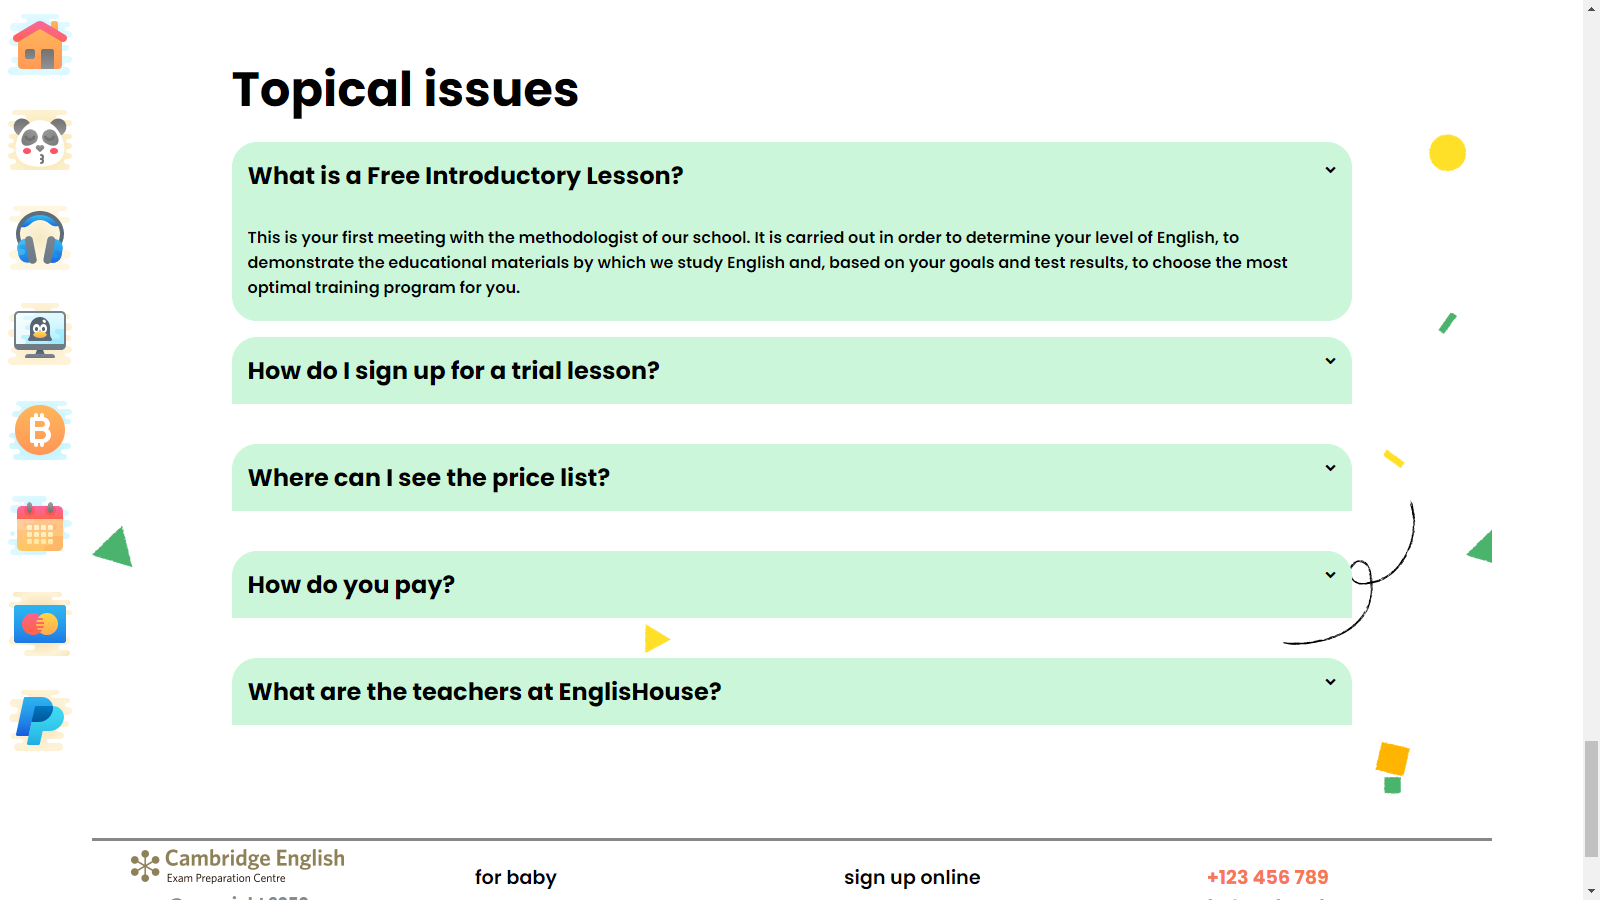 Topical issues
What is a Free Introductory Lesson?
This is your first meeting with the methodologist of our school. It is carried out in order to determine your level of English, to
demonstrate the educational materials by which we study English and, based on your goals and test results, to choose the most
optimal training program for you.
How do I sign up for a trial lesson?
Where can I see the price list?
How do you pay?
What are the teachers at EnglisHouse?
Cambridge English
Exam Preparation Centre
for baby
sign up online
+123 456 789